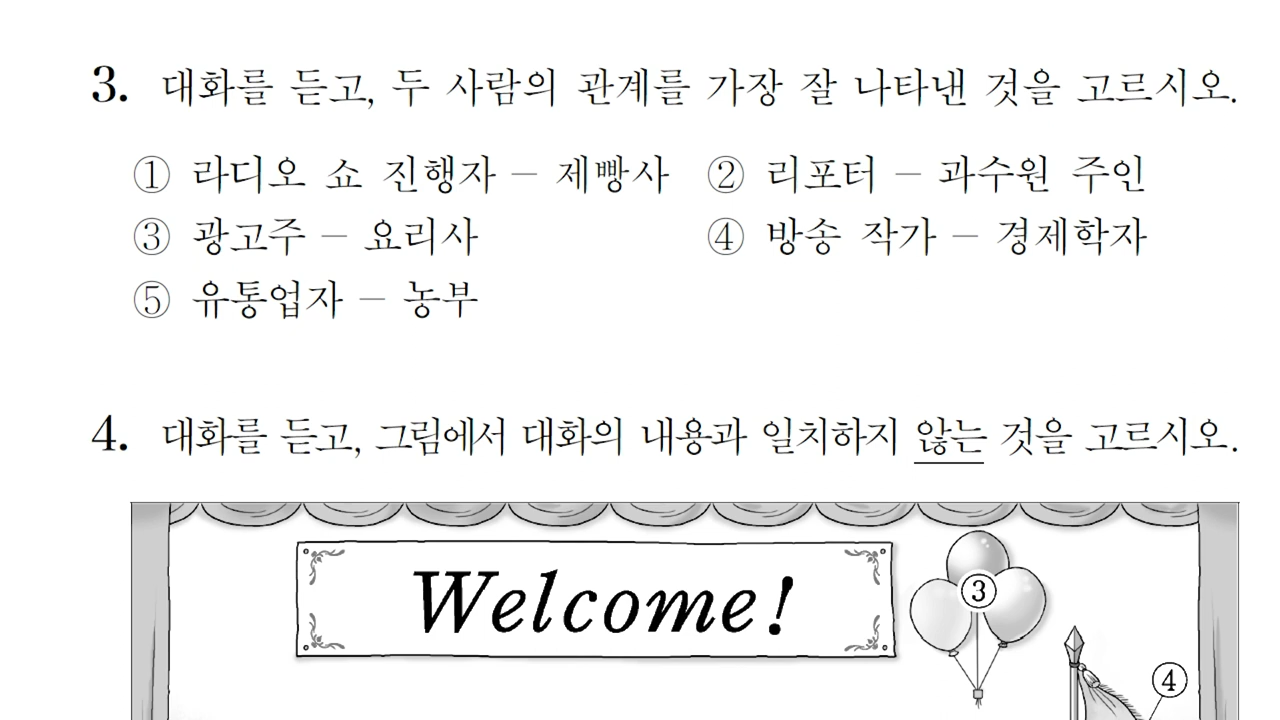 3. 대화를 듣고, 두 사람의 관계를 가장 잘 나타낸 것을 고르시오.
① 라디오 쇼 진행자 – 제빵사 ② 리포터 – 과수원 주인
③ 광고주 – 요리사 ④ 방송 작가 – 경제학자
⑤ 유통업자 – 농부
4. 대화를 듣고, 그림에서 대화의 내용과 일치하지 않는 것을 고르시오.
Welcome!
③
④